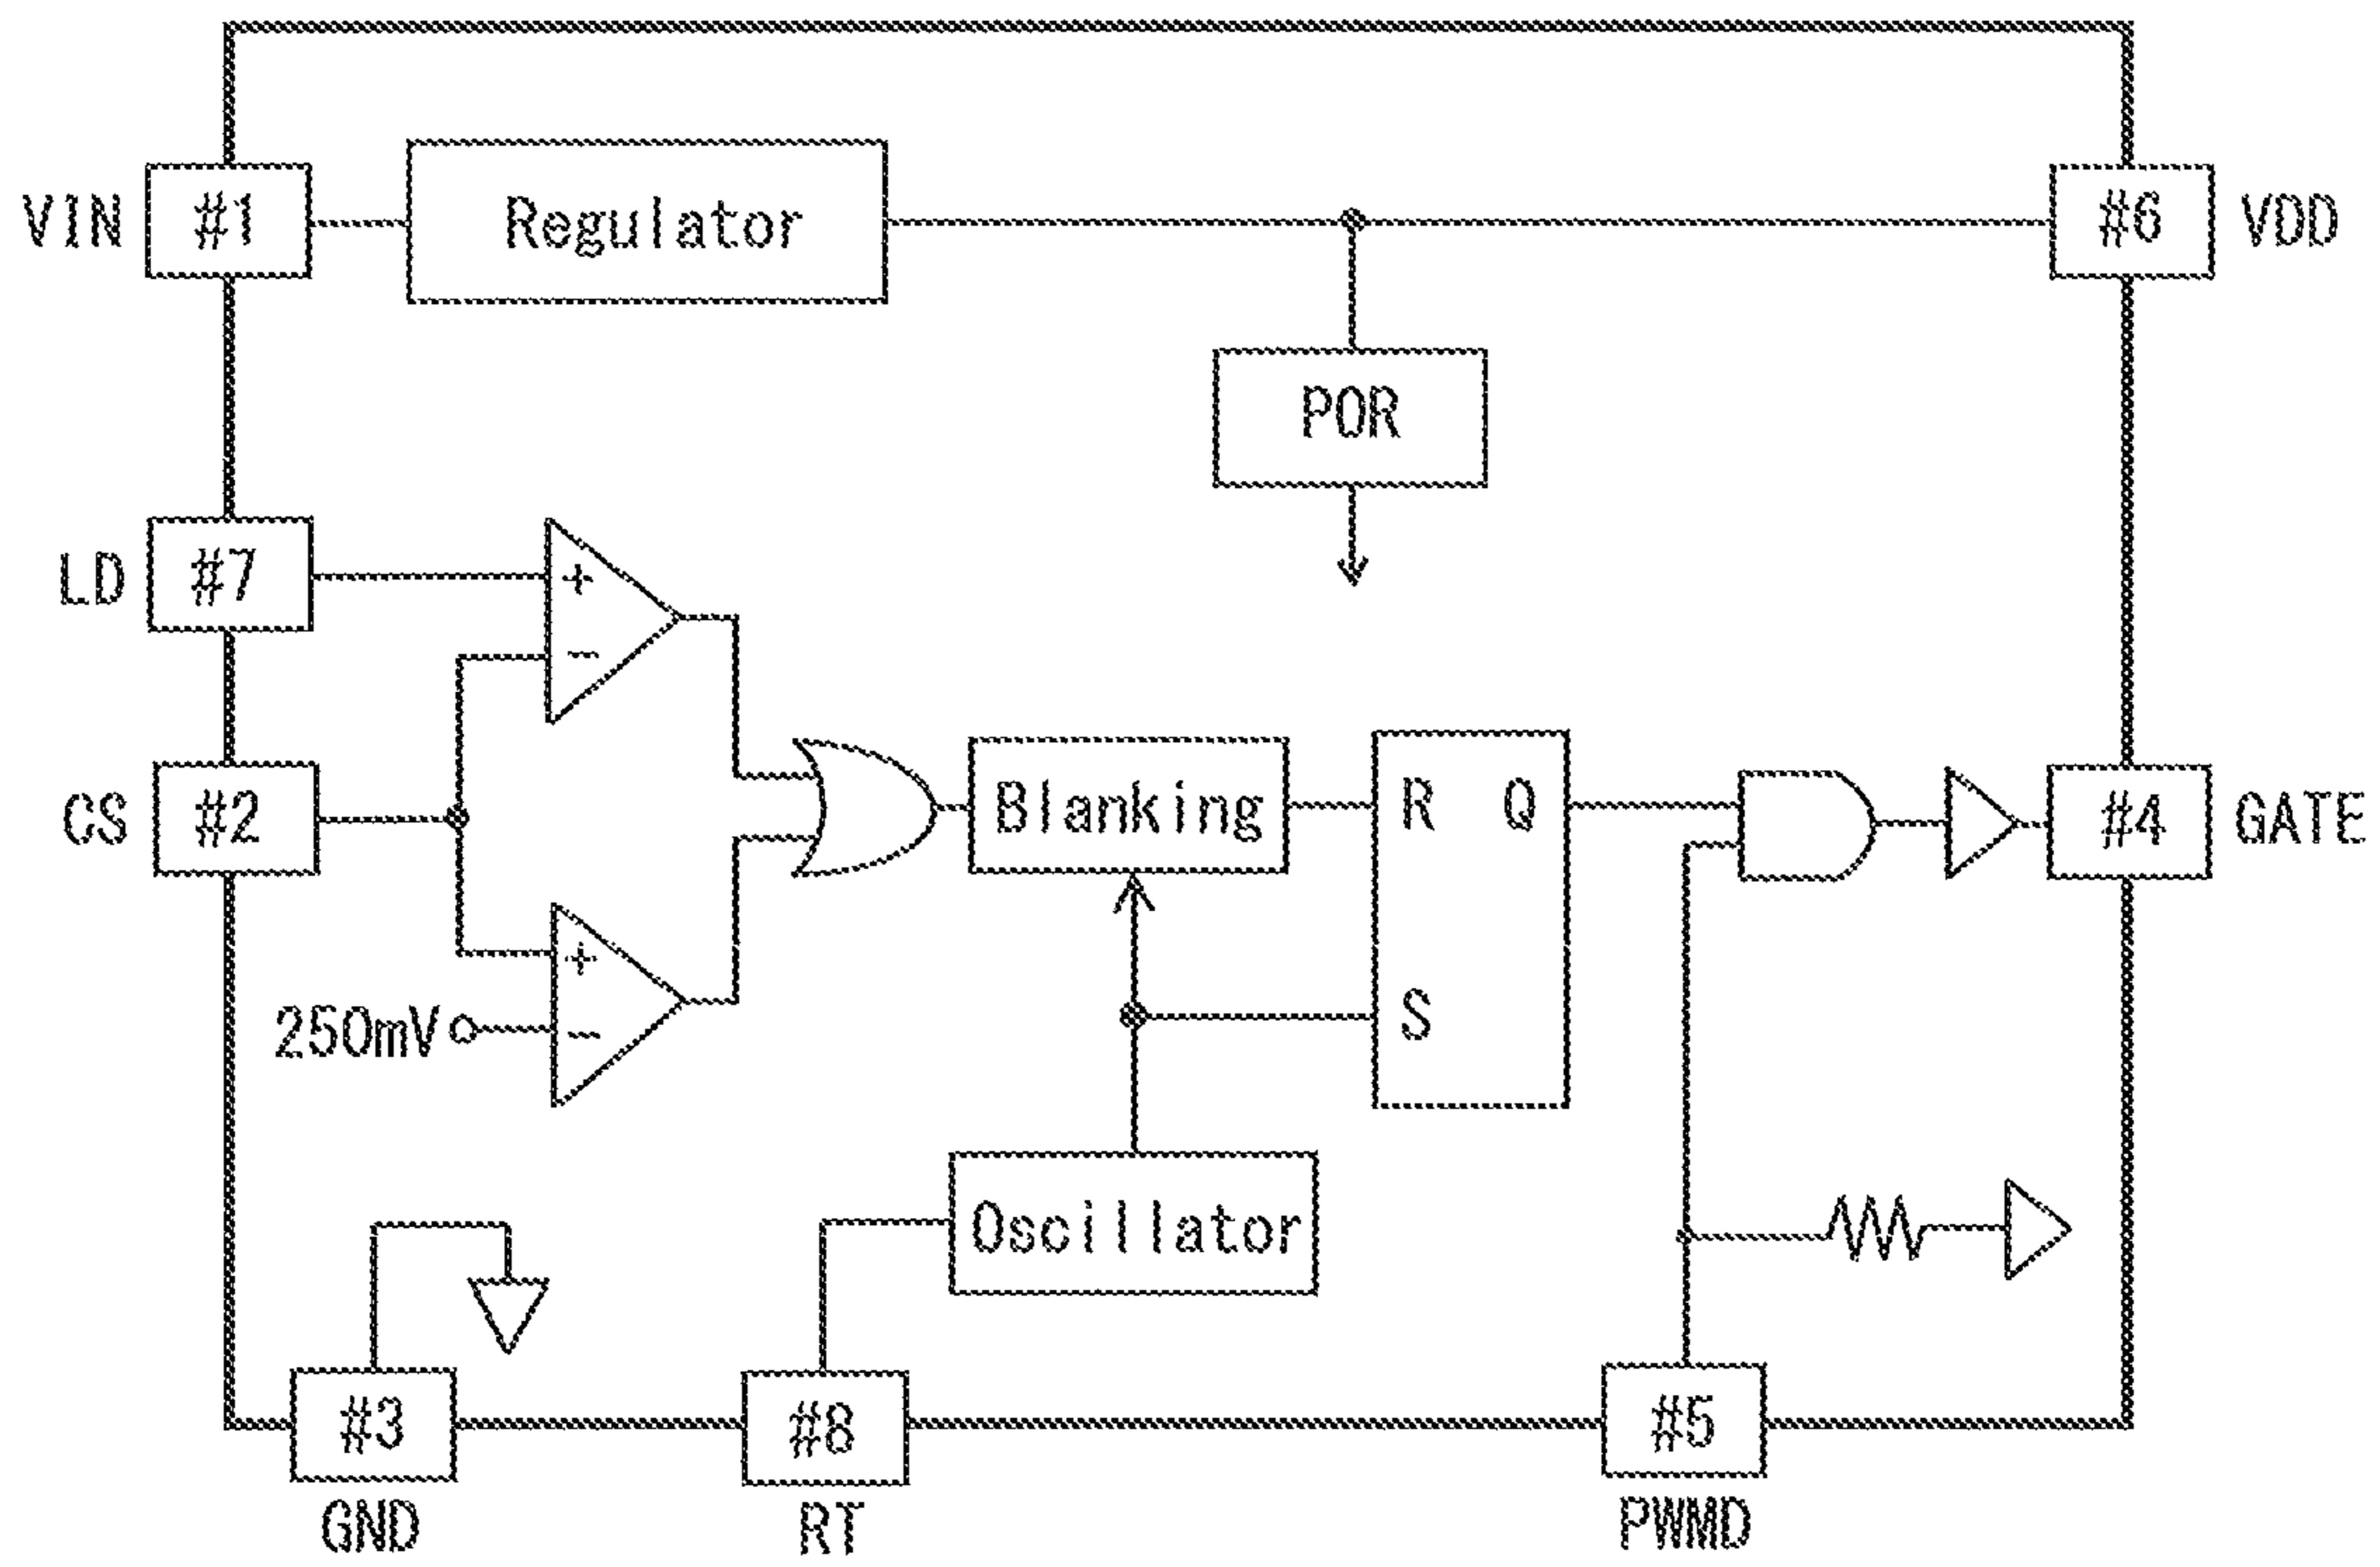 VIN #1 Regulator #6 VDD
POR
LD #7 +
−
CS #2 Blanking R Q #4 GATE
+
250mV − S
Oscillator
#3 #8 #5
GND RT PWMD